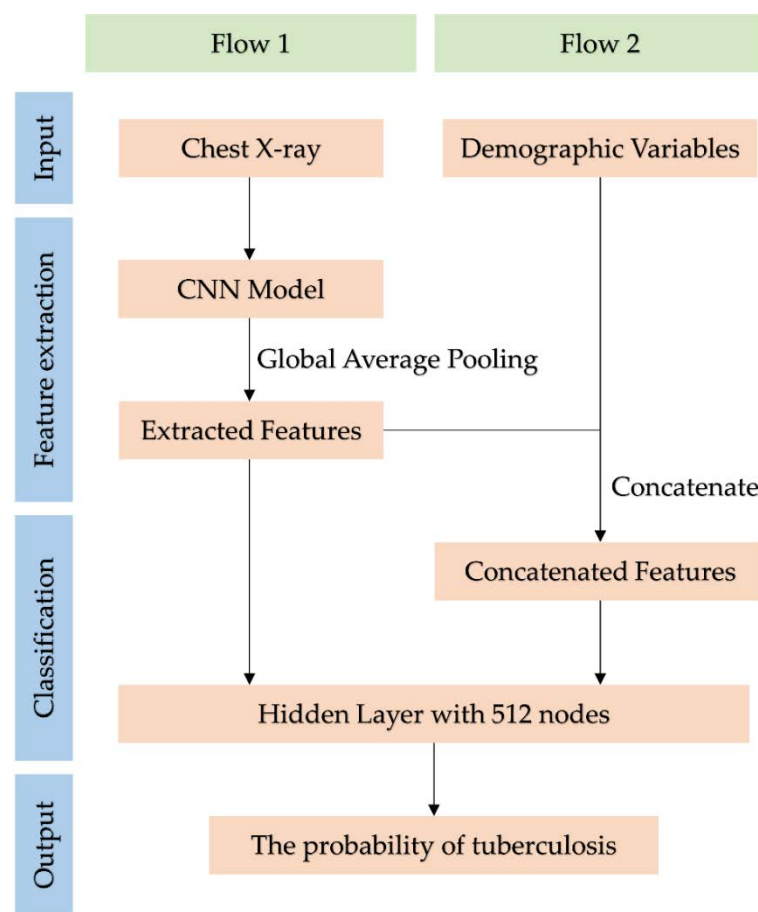 Flow 1
Flow 2
Input
Chest X-ray
Demographic Variables
Feature extraction
CNN Model
Global Average Pooling
Extracted Features
Concatenate
Classification
Concatenated Features
Hidden Layer with 512 nodes
Output
The probability of tuberculosis